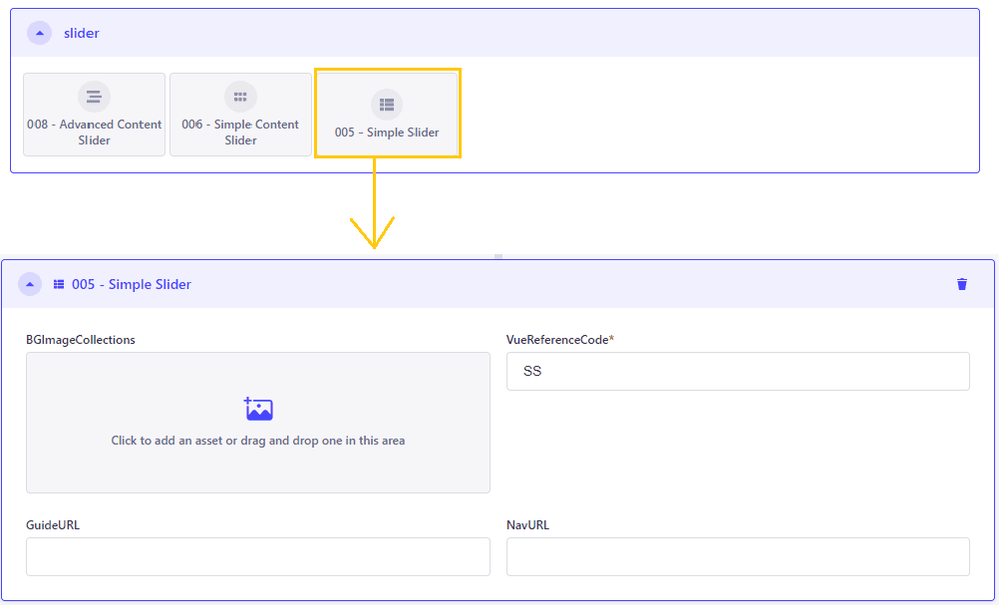 slider
008 - Advanced Content
Slider
006 - Simple Content
Slider
005 - Simple Slider
005 - Simple Slider
BGImageCollections
VueReferenceCode*
SS
Click to add an asset or drag and drop one in this area
GuideURL
NavURL